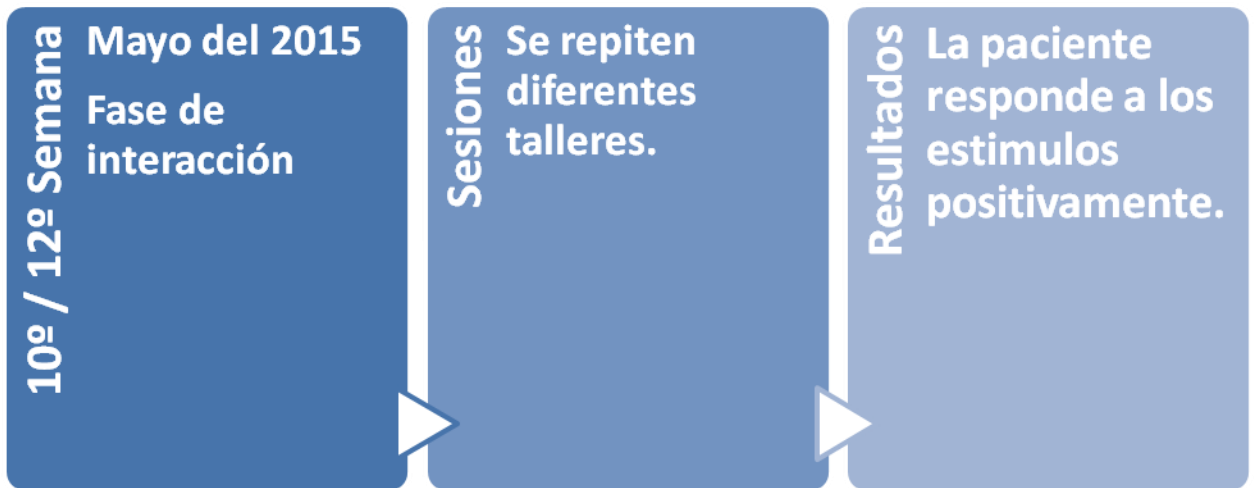 10º / 12º Semana
Mayo del 2015
Fase de
interacción
Sesiones
Se repiten
diferentes
talleres.
Resultados
La paciente
responde a los
estimulos
positivamente.